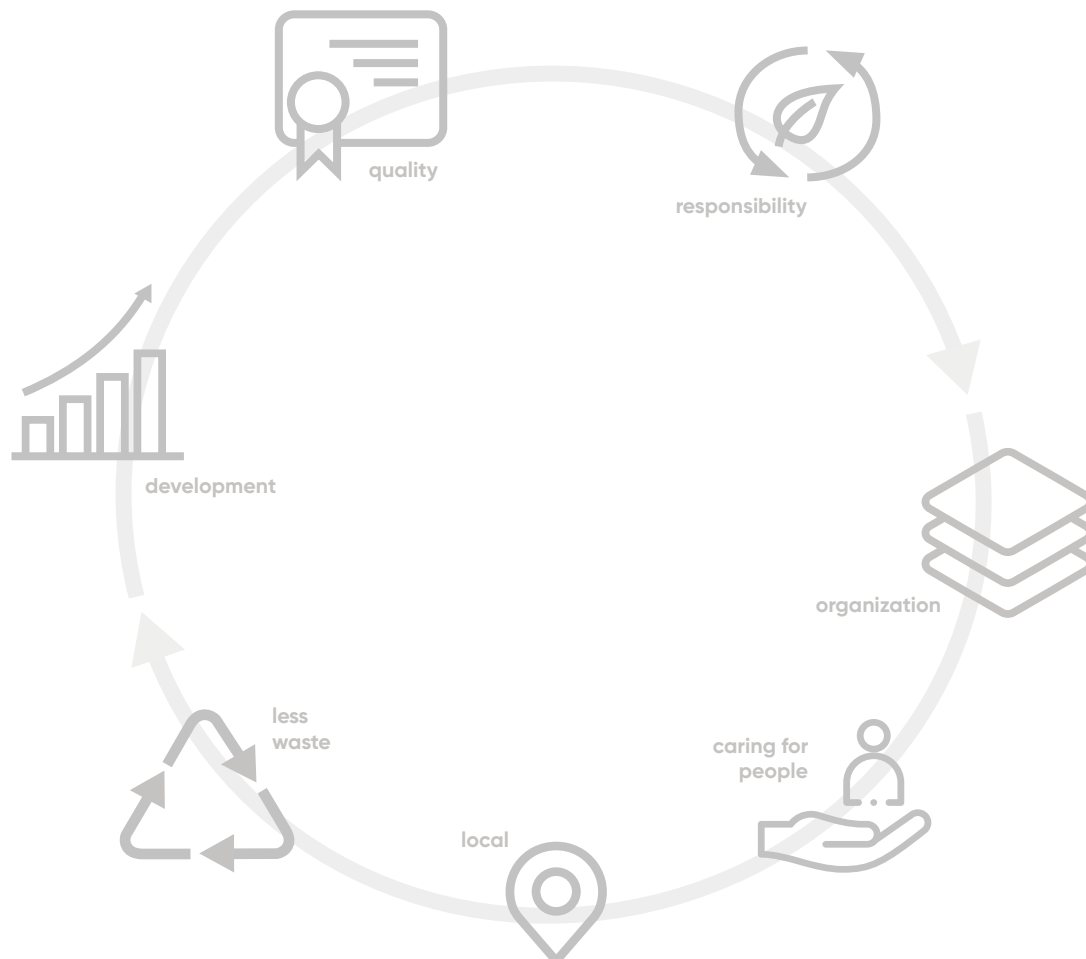 quality
responsibility
development
organization
less
waste
caring for
people
local